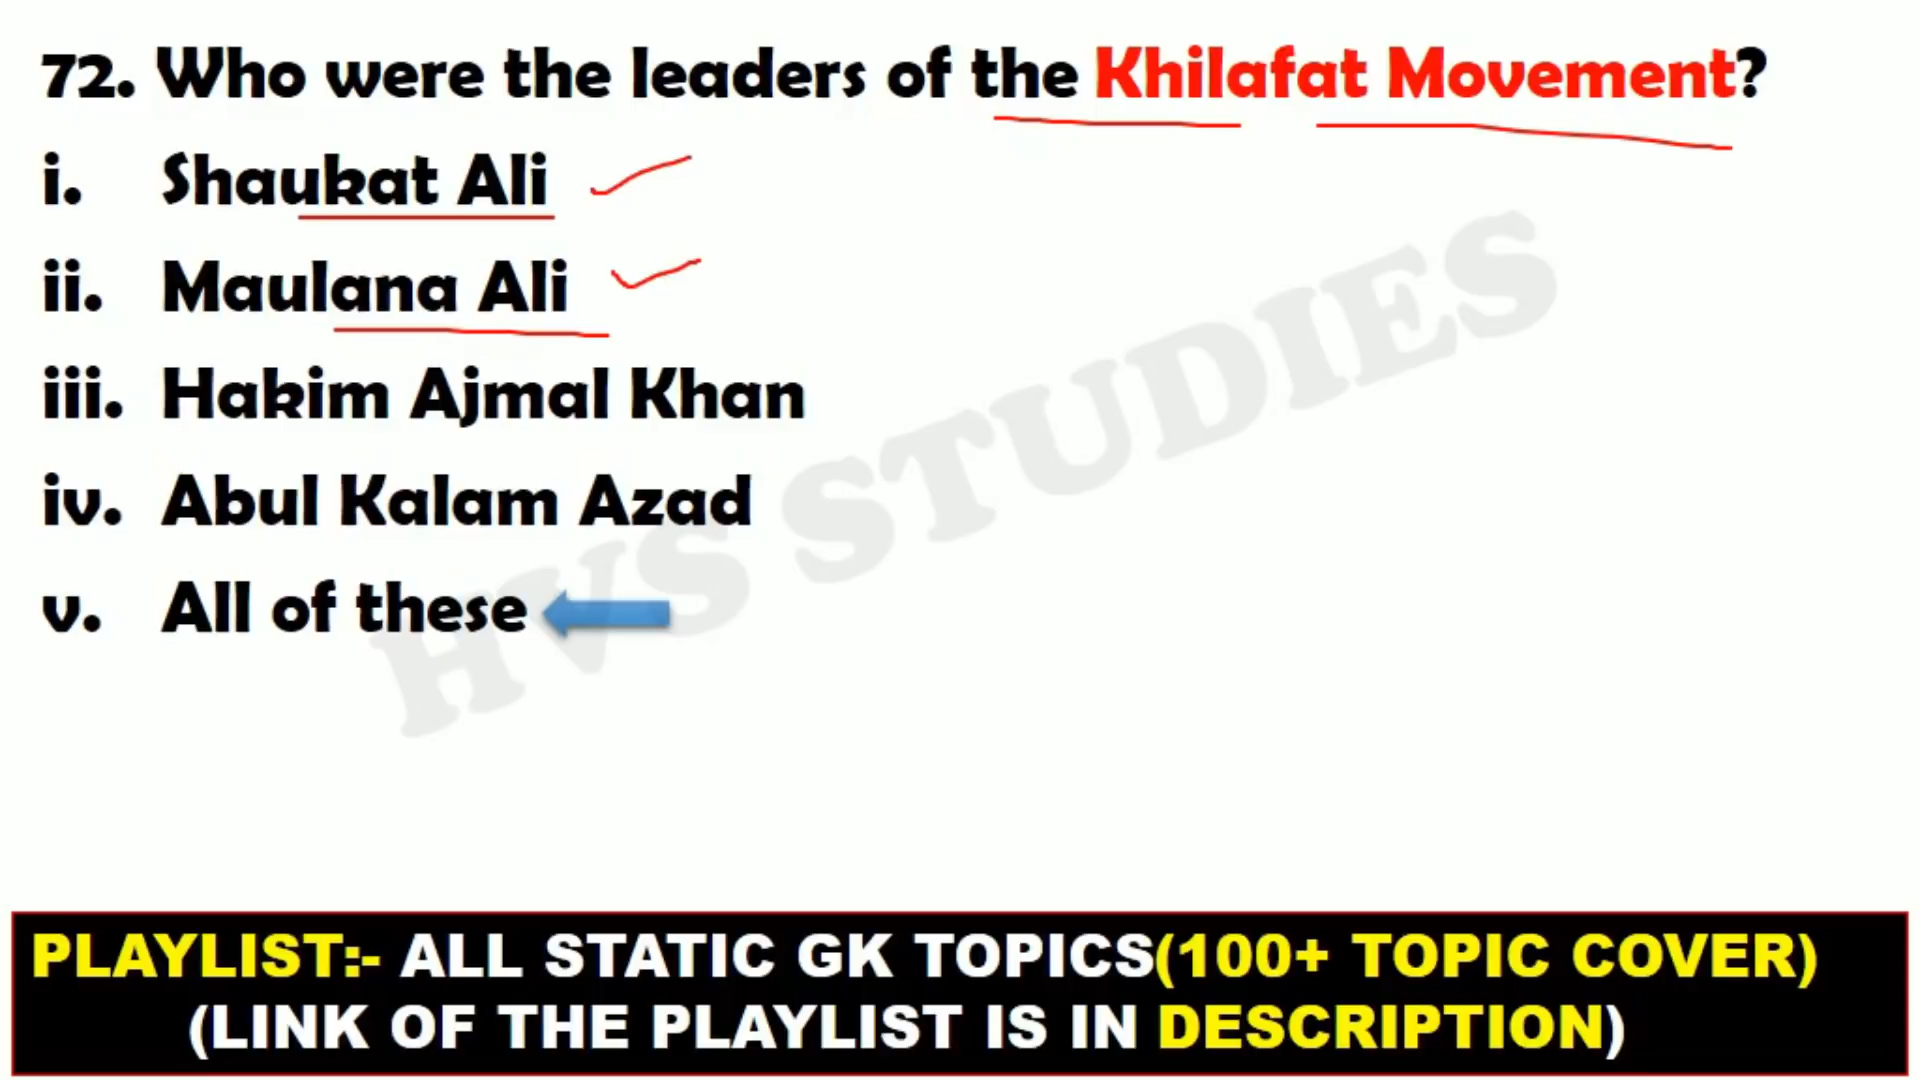 72. Who were the leaders of the Khilafat Movement?
i. Shaukat Ali
ii. Maulana Ali
iii. Hakim Ajmal Khan
iv. Abul Kalam Azad
v. All of these
HVS STUDIES
PLAYLIST:- ALL STATIC GK TOPICS(100+ TOPIC COVER)
(LINK OF THE PLAYLIST IS IN DESCRIPTION)